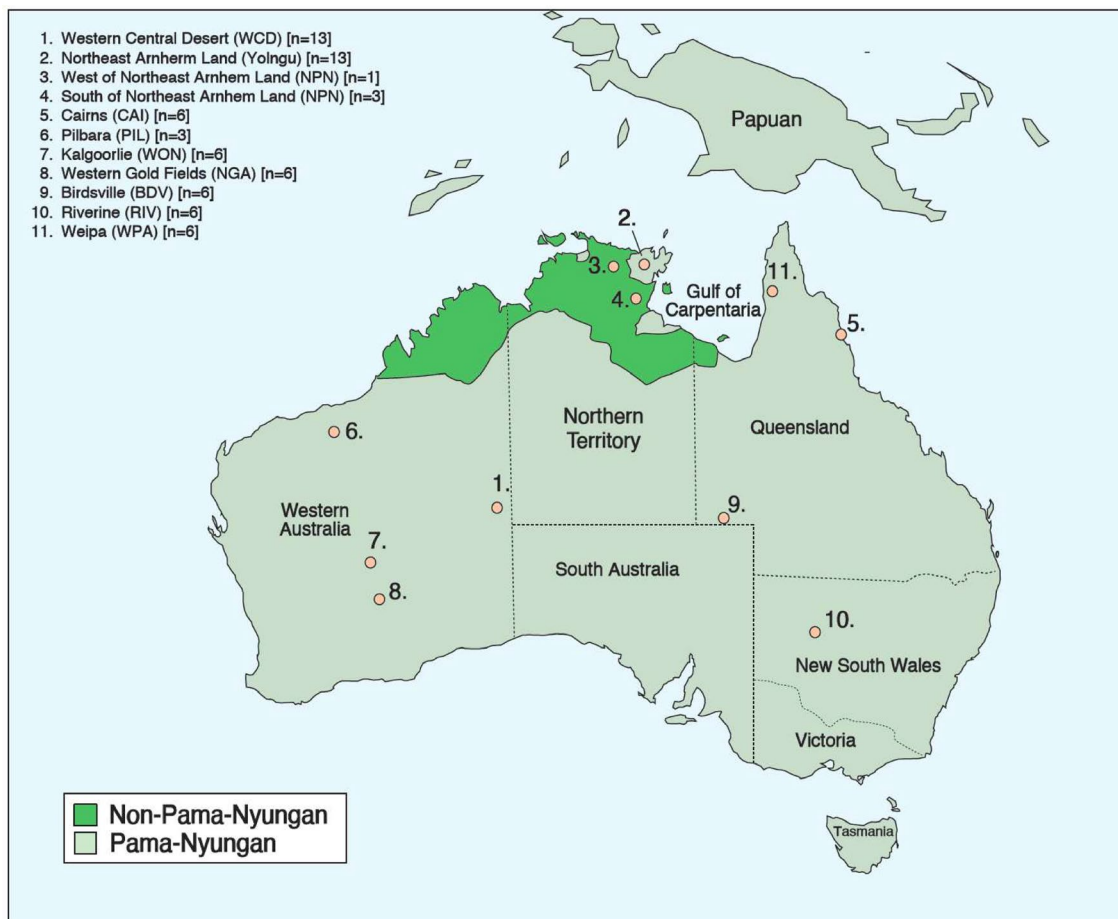 1. Western Central Desert (WCD) [n=13]
2. Northeast Arnherm Land (Yolngu) [n=13]
3. West of Northeast Arnhem Land (NPN) [n=1]
4. South of Northeast Arnhem Land (NPN) [n=3]
5. Cairns (CAI) [n=6]
6. Pilbara (PIL) [n=3]
7. Kalgoorlie (WON) [n=6]
8. Western Gold Fields (NGA) [n=6]
9. Birdsville (BDV) [n=6]
10. Riverine (RIV) [n=6]
11. Weipa (WPA) [n=6]
Papuan
2.
3.
4.
Gulf of
Carpentaria
11.
5.
6.
Northern
Territory
Queensland
1.
Western
Australia
9.
7.
South Australia
8.
10.
New South Wales
Victoria
Tasmania
Non-Pama-Nyungan
Pama-Nyungan